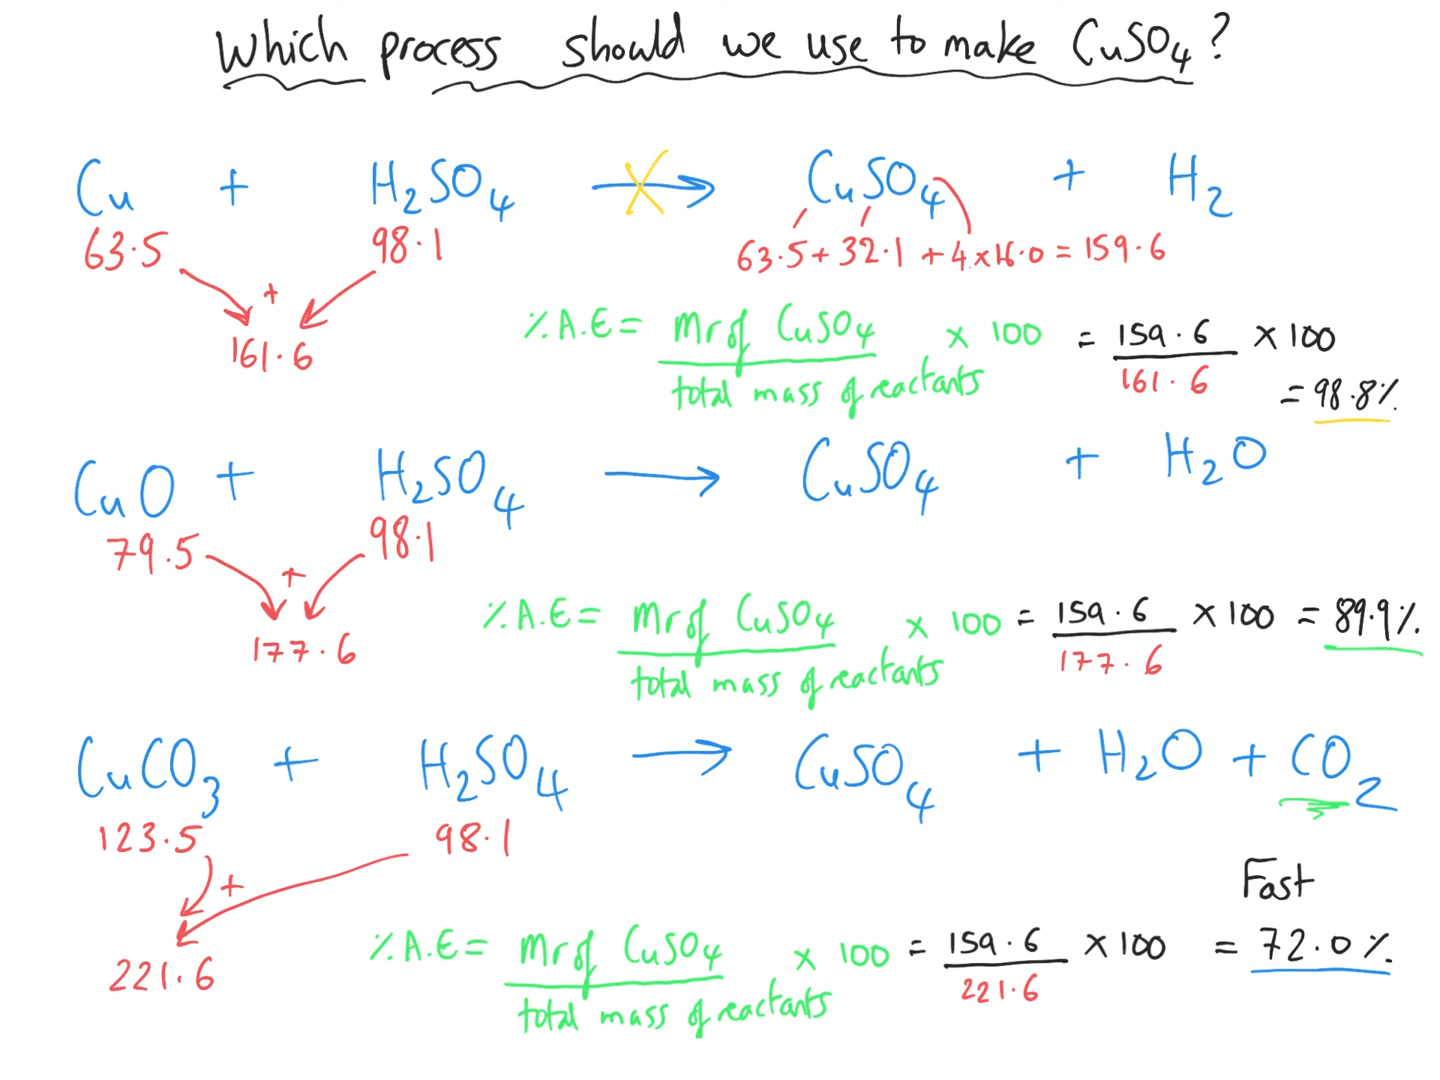 Which process should we use to make CuSO4?
Cu + H2SO4 → CuSO4 + H2
63.5 98.1 63.5 + 32.1 + 4 x 16.0 = 159.6
+
161.6
% A.E = Mr of CuSO4 / total mass of reactants x 100 = 159.6 / 161.6 x 100
= 98.8%
CuO + H2SO4 → CuSO4 + H2O
79.5 98.1
+
177.6
% A.E = Mr of CuSO4 / total mass of reactants x 100 = 159.6 / 177.6 x 100 = 89.9%
CuCO3 + H2SO4 → CuSO4 + H2O + CO2
123.5 98.1
+
Fast
221.6
% A.E = Mr of CuSO4 / total mass of reactants x 100 = 159.6 / 221.6 x 100 = 72.0%